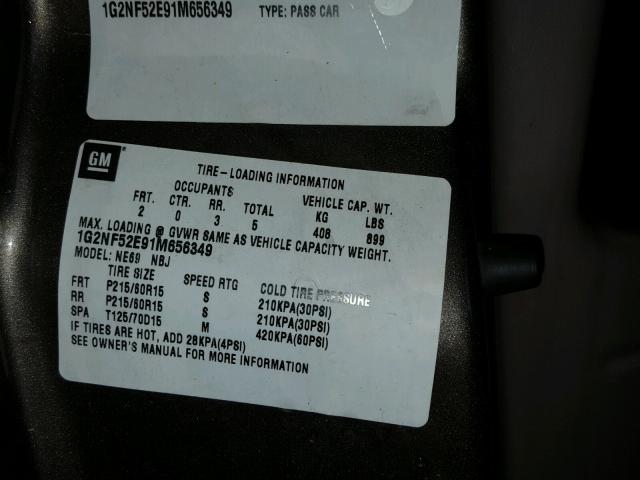 1G2NF52E91M656349 TYPE: PASS CAR
GM
TIRE-LOADING INFORMATION
OCCUPANTS VEHICLE CAP. WT.
FRT. CTR. RR. TOTAL KG LBS
2 0 3 5 408 899
MAX. LOADING @ GVWR SAME AS VEHICLE CAPACITY WEIGHT.
1G2NF52E91M656349
MODEL: NE69 NBJ
TIRE SIZE SPEED RTG COLD TIRE PRESSURE
FRT P215/60R15 S 210KPA(30PSI)
RR P215/60R15 S 210KPA(30PSI)
SPA T125/70D15 M 420KPA(60PSI)
IF TIRES ARE HOT, ADD 28KPA(4PSI)
SEE OWNER'S MANUAL FOR MORE INFORMATION